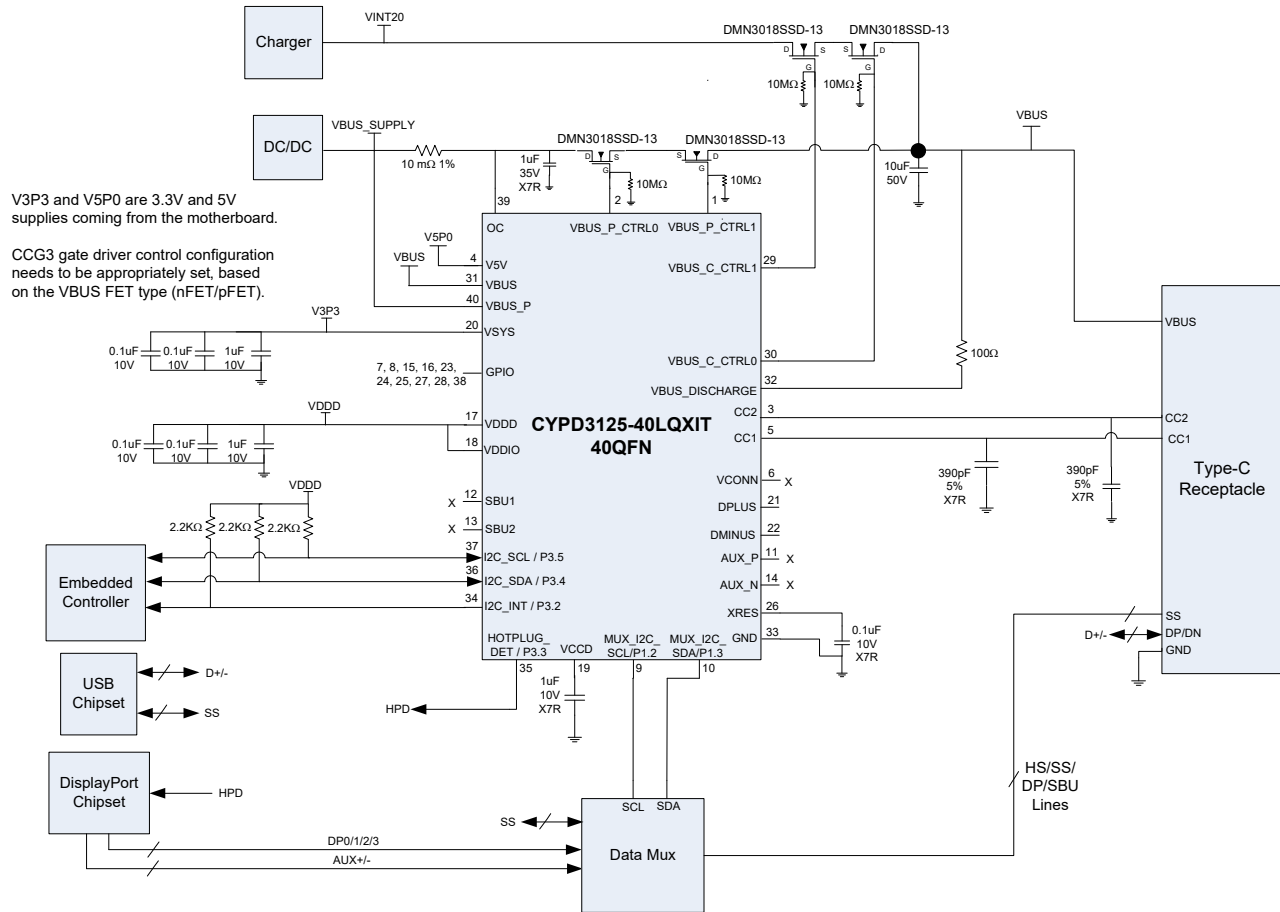 VINT20
Charger
DMN3018SSD-13
DMN3018SSD-13
D
S
G
S
D
G
10MΩ
10MΩ
DC/DC
VBUS_SUPPLY
10 mΩ 1%
1uF
35V
X7R
DMN3018SSD-13
DMN3018SSD-13
D
S
G
S
D
G
10MΩ
10MΩ
VBUS
10uF
50V
V3P3 and V5P0 are 3.3V and 5V
supplies coming from the motherboard.
CCG3 gate driver control configuration
needs to be appropriately set, based
on the VBUS FET type (nFET/pFET).
39
2
1
OC
VBUS_P_CTRL0
VBUS_P_CTRL1
V5P0
4
V5V
VBUS
31
VBUS
40
VBUS_P
V3P3
20
VSYS
0.1uF
10V
0.1uF
10V
1uF
10V
7, 8, 15, 16, 23,
24, 25, 27, 28, 38
GPIO
VDDD
17
VDDD
18
VDDIO
0.1uF
10V
0.1uF
10V
1uF
10V
VDDD
X
12
SBU1
X
13
SBU2
2.2KΩ
2.2KΩ
2.2KΩ
37
I2C_SCL / P3.5
36
I2C_SDA / P3.4
34
I2C_INT / P3.2
CYPD3125-40LQXIT
40QFN
VBUS_C_CTRL1
29
VBUS_C_CTRL0
30
VBUS_DISCHARGE
32
100Ω
CC2
3
CC1
5
VCONN
6
X
DPLUS
21
DMINUS
22
AUX_P
11
X
AUX_N
14
X
XRES
26
GND
33
0.1uF
10V
X7R
390pF
5%
X7R
390pF
5%
X7R
VBUS
CC2
CC1
Type-C
Receptacle
SS
D+/-
DP/DN
GND
HOTPLUG_
DET / P3.3
35
VCCD
19
MUX_I2C_
SCL/P1.2
9
MUX_I2C_
SDA/P1.3
10
1uF
10V
X7R
HPD
Embedded
Controller
USB
Chipset
D+/-
SS
DisplayPort
Chipset
HPD
DP0/1/2/3
AUX+/-
SS
SCL
SDA
Data Mux
HS/SS/
DP/SBU
Lines